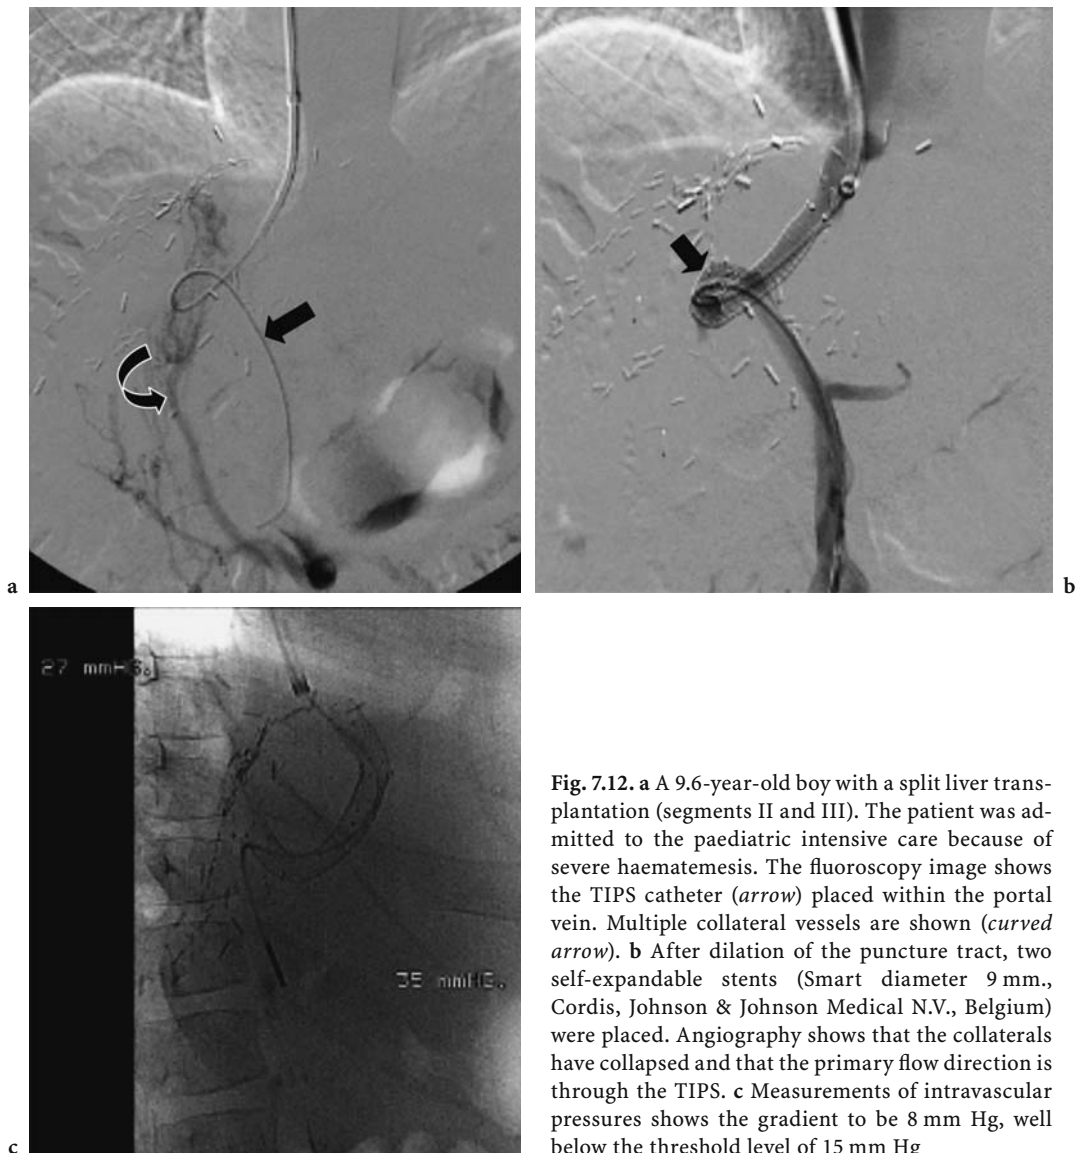 a
b
27 mmHG.
35 mmHG.
c
Fig. 7.12. a A 9.6-year-old boy with a split liver trans-
plantation (segments II and III). The patient was ad-
mitted to the paediatric intensive care because of
severe haematemesis. The fluoroscopy image shows
the TIPS catheter (arrow) placed within the portal
vein. Multiple collateral vessels are shown (curved
arrow). b After dilation of the puncture tract, two
self-expandable stents (Smart diameter 9 mm.,
Cordis, Johnson & Johnson Medical N.V., Belgium)
were placed. Angiography shows that the collaterals
have collapsed and that the primary flow direction is
through the TIPS. c Measurements of intravascular
pressures shows the gradient to be 8 mm Hg, well
below the threshold level of 15 mm Hg